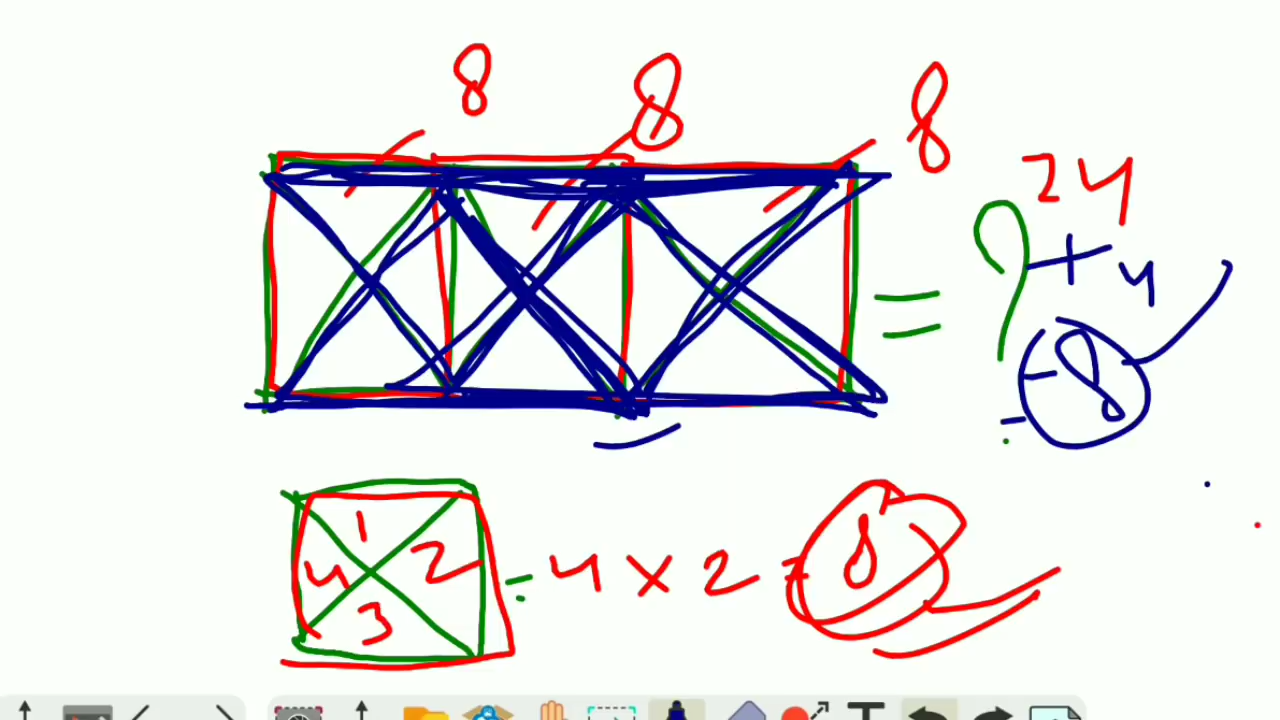 8 8 8
= ? 24
+ 4
= 8
1
4 2
3
÷ 4 × 2 = 8